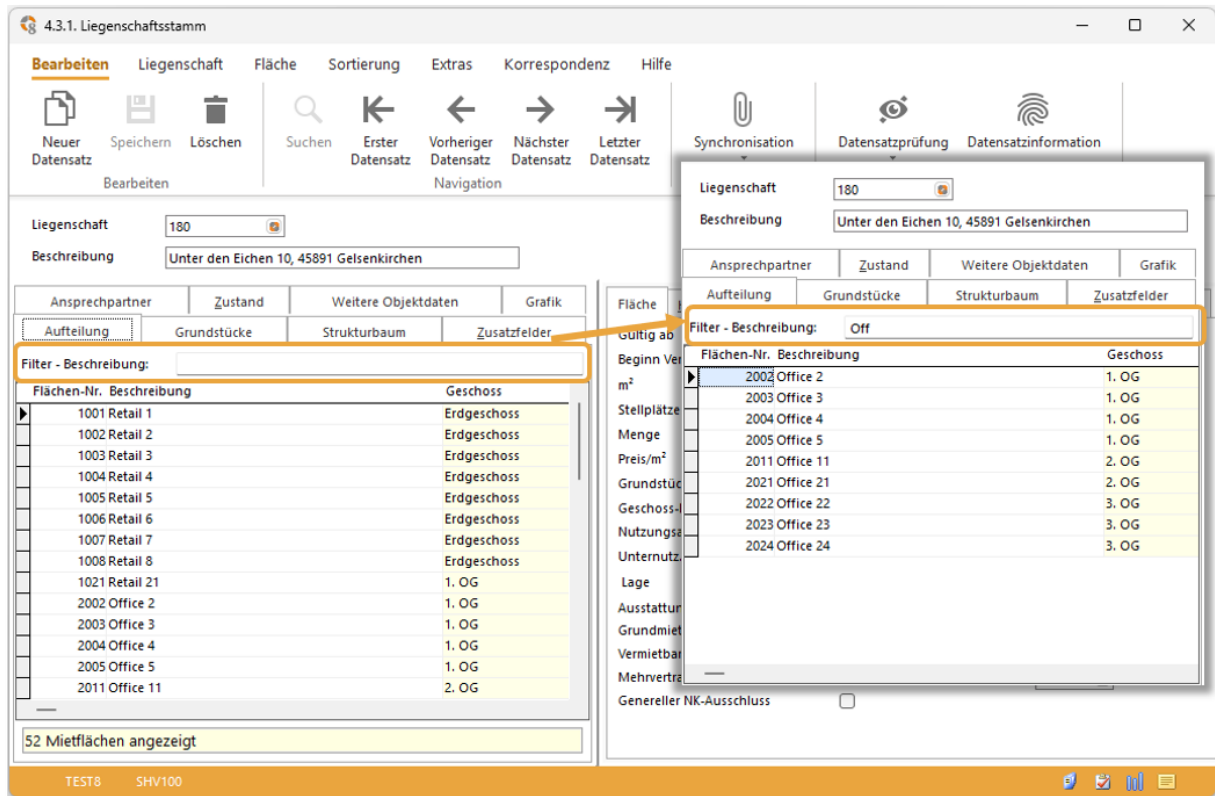 4.3.1. Liegenschaftsstamm
Bearbeiten Liegenschaft Fläche Sortierung Extras Korrespondenz Hilfe
Neuer Datensatz Speichern Löschen Suchen Erster Datensatz Vorheriger Datensatz Nächster Datensatz Letzter Datensatz Synchronisation Datensatzprüfung Datensatzinformation
Bearbeiten Navigation
Liegenschaft 180
Beschreibung Unter den Eichen 10, 45891 Gelsenkirchen
Ansprechpartner Zustand Weitere Objektdaten Grafik
Aufteilung Grundstücke Strukturbaum Zusatzfelder
Filter - Beschreibung:
Flächen-Nr. Beschreibung Geschoss
1001 Retail 1 Erdgeschoss
1002 Retail 2 Erdgeschoss
1003 Retail 3 Erdgeschoss
1004 Retail 4 Erdgeschoss
1005 Retail 5 Erdgeschoss
1006 Retail 6 Erdgeschoss
1007 Retail 7 Erdgeschoss
1008 Retail 8 Erdgeschoss
1021 Retail 21 1. OG
2002 Office 2 1. OG
2003 Office 3 1. OG
2004 Office 4 1. OG
2005 Office 5 1. OG
2011 Office 11 2. OG
52 Mietflächen angezeigt
Fläche
Gültig ab
Beginn
m²
Stellplätze
Menge
Preis/m²
Lage
Genereller NK-Ausschluss
Liegenschaft 180
Beschreibung Unter den Eichen 10, 45891 Gelsenkirchen
Ansprechpartner Zustand Weitere Objektdaten Grafik
Aufteilung Grundstücke Strukturbaum Zusatzfelder
Filter - Beschreibung: Off
Flächen-Nr. Beschreibung Geschoss
2002 Office 2 1. OG
2003 Office 3 1. OG
2004 Office 4 1. OG
2005 Office 5 1. OG
2011 Office 11 2. OG
2021 Office 21 2. OG
2022 Office 22 3. OG
2023 Office 23 3. OG
2024 Office 24 3. OG
TEST8 SHV100